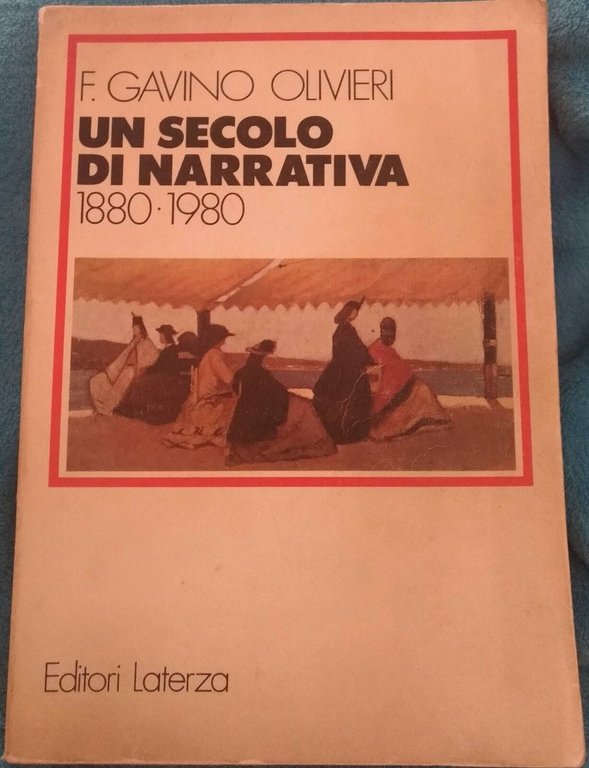 F. GAVINO OLIVIERI
UN SECOLO
DI NARRATIVA
1880·1980
Editori Laterza